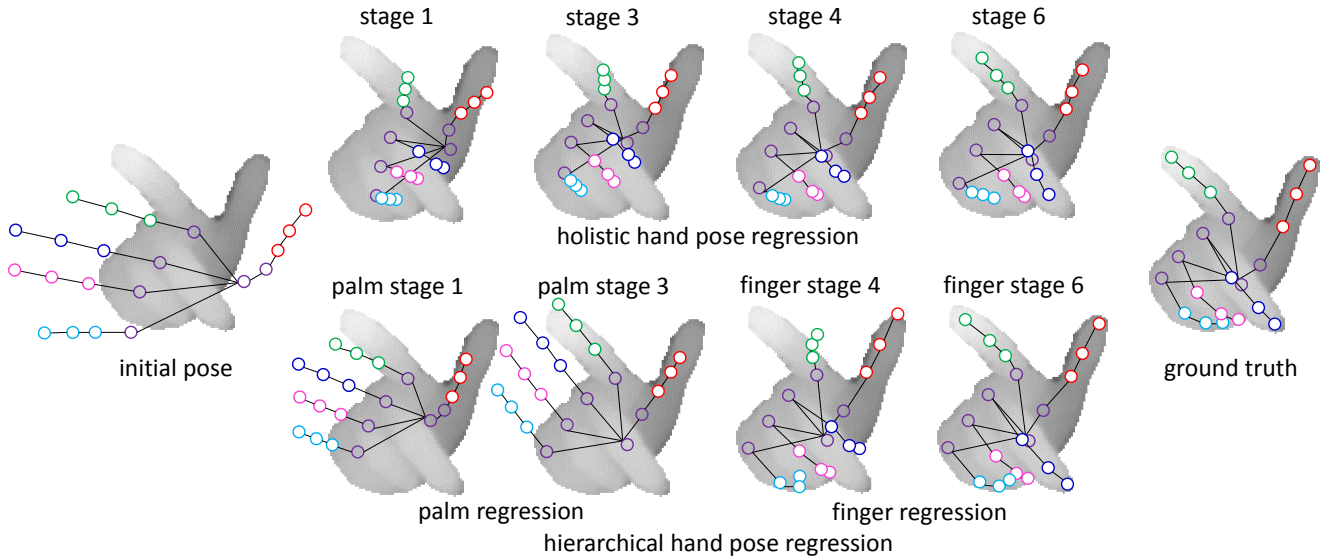 stage 1
stage 3
stage 4
stage 6
holistic hand pose regression
initial pose
palm stage 1
palm stage 3
finger stage 4
finger stage 6
ground truth
palm regression
finger regression
hierarchical hand pose regression